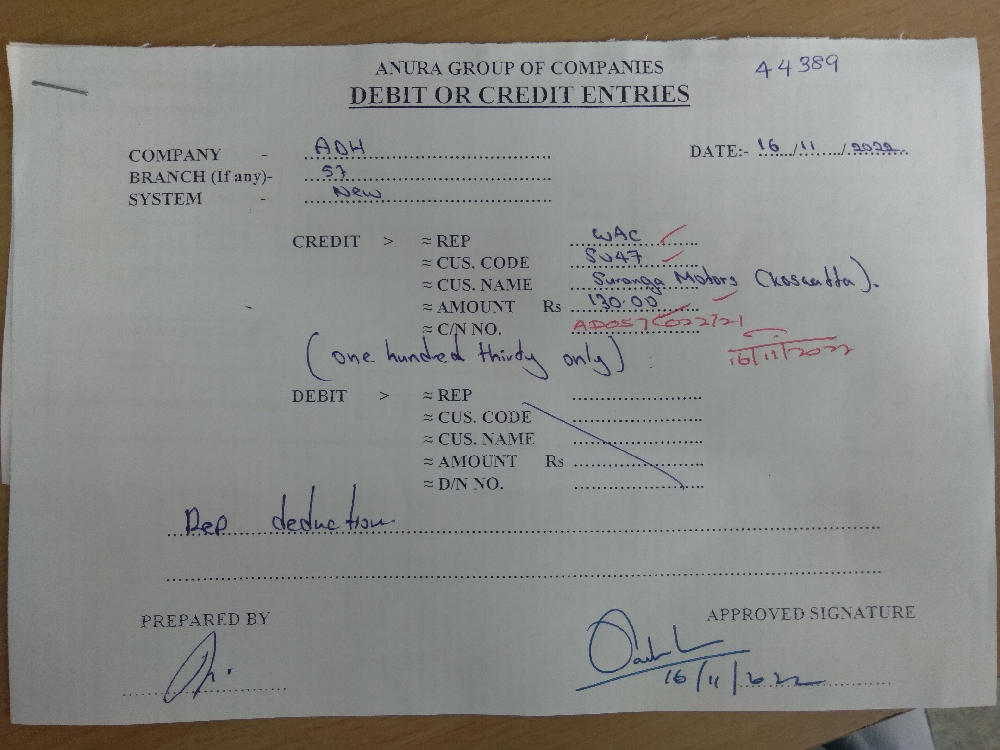 ANURA GROUP OF COMPANIES 44389
DEBIT OR CREDIT ENTRIES
COMPANY - ADH DATE:- 16/11/2022
BRANCH (If any)- 57
SYSTEM - New
CREDIT > ≈ REP WAC
≈ CUS. CODE SU47
≈ CUS. NAME Suranga Motors (Koswatta).
≈ AMOUNT Rs 130.00
≈ C/N NO. AD057C022721
(one hundred thirdy only) 16/11/2022
DEBIT > ≈ REP
≈ CUS. CODE
≈ CUS. NAME
≈ AMOUNT Rs
≈ D/N NO.
Rep deduction
PREPARED BY APPROVED SIGNATURE
16/11/2022